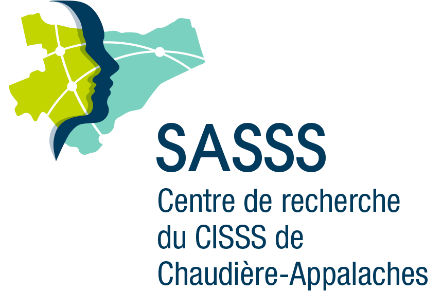 SASSS
Centre de recherche
du CISSS de
Chaudière-Appalaches